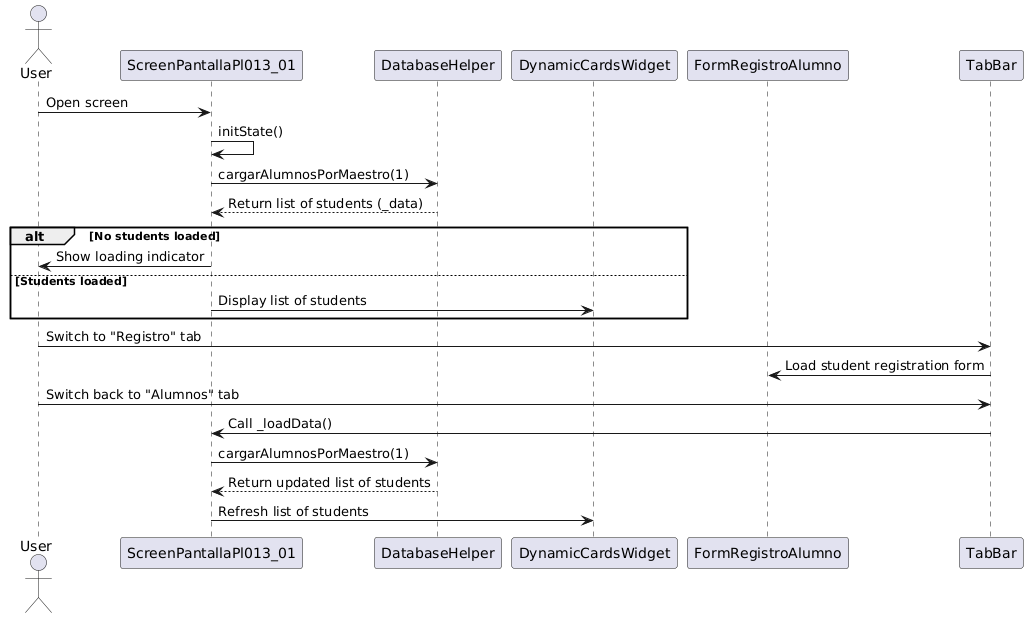 User
ScreenPantallaPl013_01
DatabaseHelper
DynamicCardsWidget
FormRegistroAlumno
TabBar
Open screen
initState()
cargarAlumnosPorMaestro(1)
Return list of students (_data)
alt
[No students loaded]
Show loading indicator
[Students loaded]
Display list of students
Switch to "Registro" tab
Load student registration form
Switch back to "Alumnos" tab
Call _loadData()
cargarAlumnosPorMaestro(1)
Return updated list of students
Refresh list of students
User
ScreenPantallaPl013_01
DatabaseHelper
DynamicCardsWidget
FormRegistroAlumno
TabBar